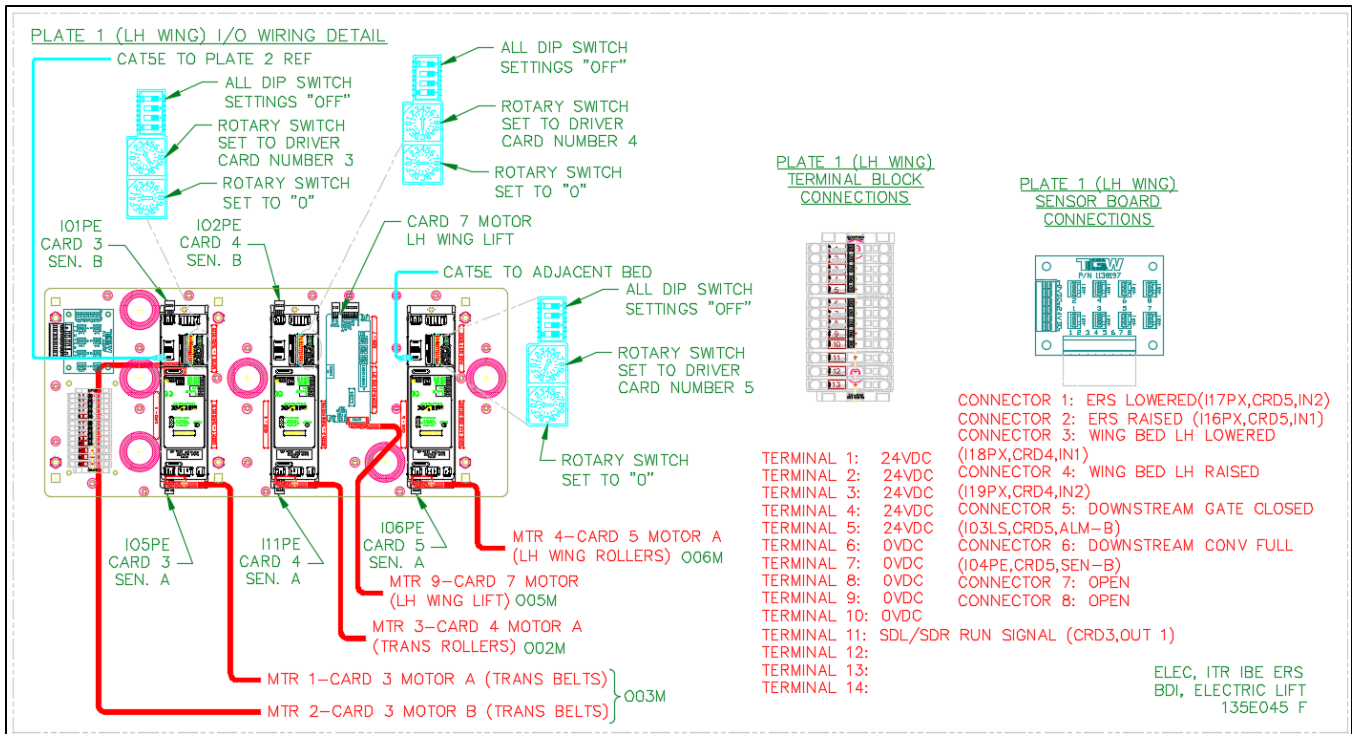 PLATE 1 (LH WING) I/O WIRING DETAIL
CAT5E TO PLATE 2 REF
ALL DIP SWITCH
SETTINGS "OFF"
ROTARY SWITCH
SET TO DRIVER
CARD NUMBER 3
ROTARY SWITCH
SET TO "0"
ALL DIP SWITCH
SETTINGS "OFF"
ROTARY SWITCH
SET TO DRIVER
CARD NUMBER 4
ROTARY SWITCH
SET TO "0"
I01PE
CARD 3
SEN. B
I02PE
CARD 4
SEN. B
CARD 7 MOTOR
LH WING LIFT
CAT5E TO ADJACENT BED
ALL DIP SWITCH
SETTINGS "OFF"
ROTARY SWITCH
SET TO DRIVER
CARD NUMBER 5
ROTARY SWITCH
SET TO "0"
I05PE
CARD 3
SEN. A
I11PE
CARD 4
SEN. A
I06PE
CARD 5
SEN. A
MTR 4-CARD 5 MOTOR A
(LH WING ROLLERS) O06M
MTR 9-CARD 7 MOTOR
(LH WING LIFT) O05M
MTR 3-CARD 4 MOTOR A
(TRANS ROLLERS) O02M
MTR 1-CARD 3 MOTOR A (TRANS BELTS)
MTR 2-CARD 3 MOTOR B (TRANS BELTS)
O03M
PLATE 1 (LH WING)
TERMINAL BLOCK
CONNECTIONS
TERMINAL 1: 24VDC
TERMINAL 2: 24VDC
TERMINAL 3: 24VDC
TERMINAL 4: 24VDC
TERMINAL 5: 24VDC
TERMINAL 6: 0VDC
TERMINAL 7: 0VDC
TERMINAL 8: 0VDC
TERMINAL 9: 0VDC
TERMINAL 10: 0VDC
TERMINAL 11: SDL/SDR RUN SIGNAL (CRD3,OUT 1)
TERMINAL 12:
TERMINAL 13:
TERMINAL 14:
PLATE 1 (LH WING)
SENSOR BOARD
CONNECTIONS
TGW
P/N 1138197
1 2 3 4 5 6 7 8
CONNECTOR 1: ERS LOWERED(I17PX,CRD5,IN2)
CONNECTOR 2: ERS RAISED (I16PX,CRD5,IN1)
CONNECTOR 3: WING BED LH LOWERED
(I18PX,CRD4,IN1)
CONNECTOR 4: WING BED LH RAISED
(I19PX,CRD4,IN2)
CONNECTOR 5: DOWNSTREAM GATE CLOSED
(I03LS,CRD5,ALM-B)
CONNECTOR 6: DOWNSTREAM CONV FULL
(I04PE,CRD5,SEN-B)
CONNECTOR 7: OPEN
CONNECTOR 8: OPEN
ELEC, ITR IBE ERS
BDI, ELECTRIC LIFT
135E045 F